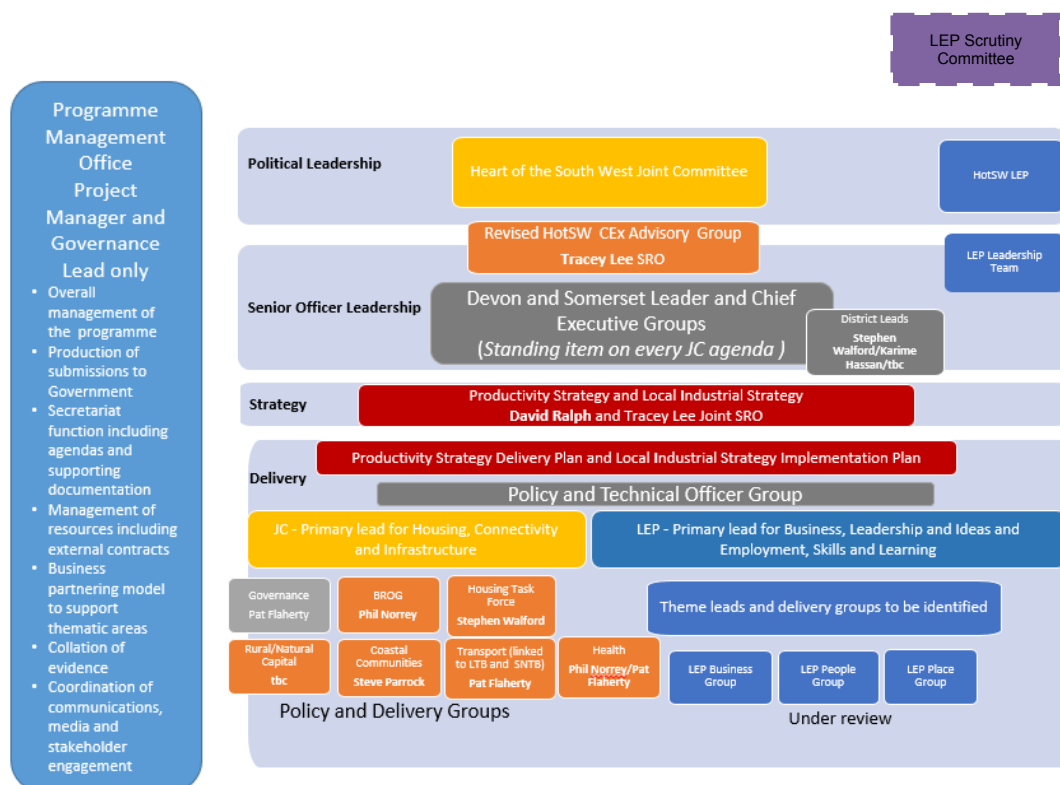 LEP Scrutiny
Committee
Programme
Management
Office
Project
Manager and
Governance
Lead only
• Overall
management of
the programme
• Production of
submissions to
Government
• Secretariat
function including
agendas and
supporting
documentation
• Management of
resources including
external contracts
• Business
partnering model
to support
thematic areas
• Collation of
evidence
• Coordination of
communications,
media and
stakeholder
engagement
Political Leadership
Heart of the South West Joint Committee
HotSW LEP
Revised HotSW CEx Advisory Group
Tracey Lee SRO
LEP Leadership
Team
Senior Officer Leadership
Devon and Somerset Leader and Chief
Executive Groups
(Standing item on every JC agenda )
District Leads
Stephen
Walford/Karime
Hassan/tbc
Strategy
Productivity Strategy and Local Industrial Strategy
David Ralph and Tracey Lee Joint SRO
Delivery
Productivity Strategy Delivery Plan and Local Industrial Strategy Implementation Plan
Policy and Technical Officer Group
JC - Primary lead for Housing, Connectivity
and Infrastructure
LEP - Primary lead for Business, Leadership and Ideas and
Employment, Skills and Learning
Governance
Pat Flaherty
BROG
Phil Norrey
Housing Task
Force
Stephen Walford
Theme leads and delivery groups to be identified
Rural/Natural
Capital
tbc
Coastal
Communities
Steve Parrock
Transport (linked
to LTB and SNTB)
Pat Flaherty
Health
Phil Norrey/Pat
Flaherty
LEP Business
Group
LEP People
Group
LEP Place
Group
Policy and Delivery Groups
Under review